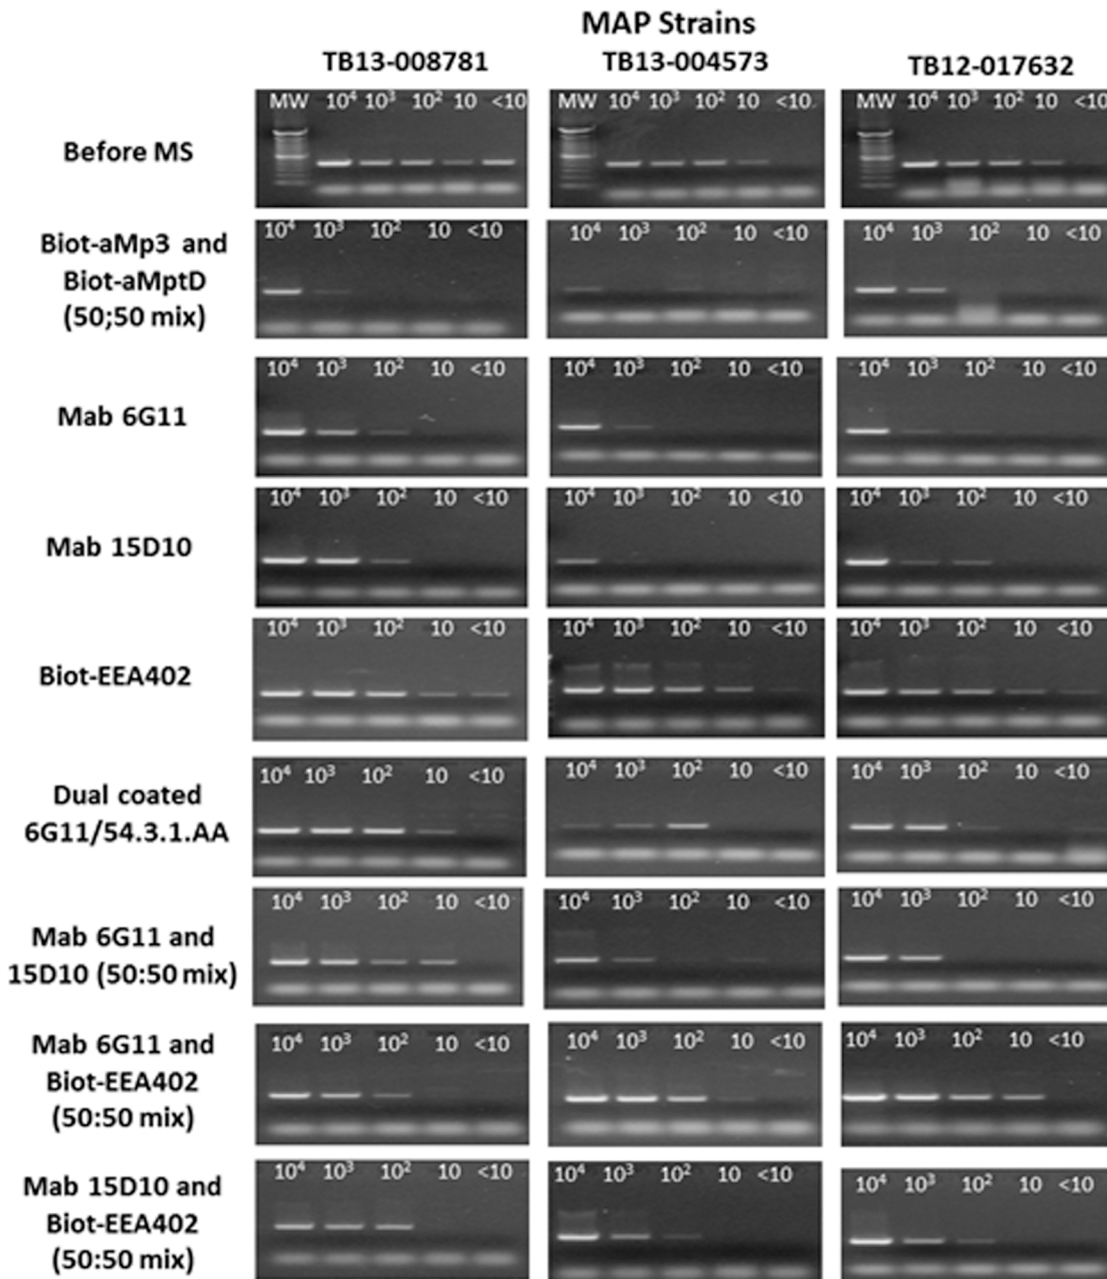 MAP Strains
TB13-008781 TB13-004573 TB12-017632
Before MS
MW 10⁴ 10³ 10² 10 <10 MW 10⁴ 10³ 10² 10 <10 MW 10⁴ 10³ 10² 10 <10
Biot-aMp3 and
Biot-aMptD
(50;50 mix)
10⁴ 10³ 10² 10 <10 10⁴ 10³ 10² 10 <10 10⁴ 10³ 10² 10 <10
Mab 6G11
10⁴ 10³ 10² 10 <10 10⁴ 10³ 10² 10 <10 10⁴ 10³ 10² 10 <10
Mab 15D10
10⁴ 10³ 10² 10 <10 10⁴ 10³ 10² 10 <10 10⁴ 10³ 10² 10 <10
Biot-EEA402
10⁴ 10³ 10² 10 <10 10⁴ 10³ 10² 10 <10 10⁴ 10³ 10² 10 <10
Dual coated
6G11/54.3.1.AA
10⁴ 10³ 10² 10 <10 10⁴ 10³ 10² 10 <10 10⁴ 10³ 10² 10 <10
Mab 6G11 and
15D10 (50:50 mix)
10⁴ 10³ 10² 10 <10 10⁴ 10³ 10² 10 <10 10⁴ 10³ 10² 10 <10
Mab 6G11 and
Biot-EEA402
(50:50 mix)
10⁴ 10³ 10² 10 <10 10⁴ 10³ 10² 10 <10 10⁴ 10³ 10² 10 <10
Mab 15D10 and
Biot-EEA402
(50:50 mix)
10⁴ 10³ 10² 10 <10 10⁴ 10³ 10² 10 <10 10⁴ 10³ 10² 10 <10